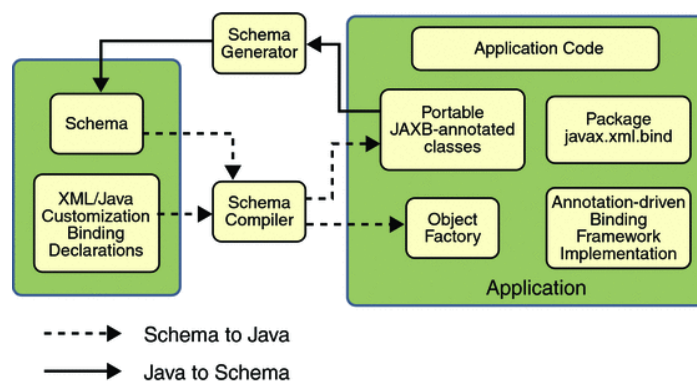 Schema
Generator
Application Code
Schema
Portable
JAXB-annotated
classes
Package
javax.xml.bind
XML/Java
Customization
Binding
Declarations
Schema
Compiler
Object
Factory
Annotation-driven
Binding
Framework
Implementation
Application
Schema to Java
Java to Schema